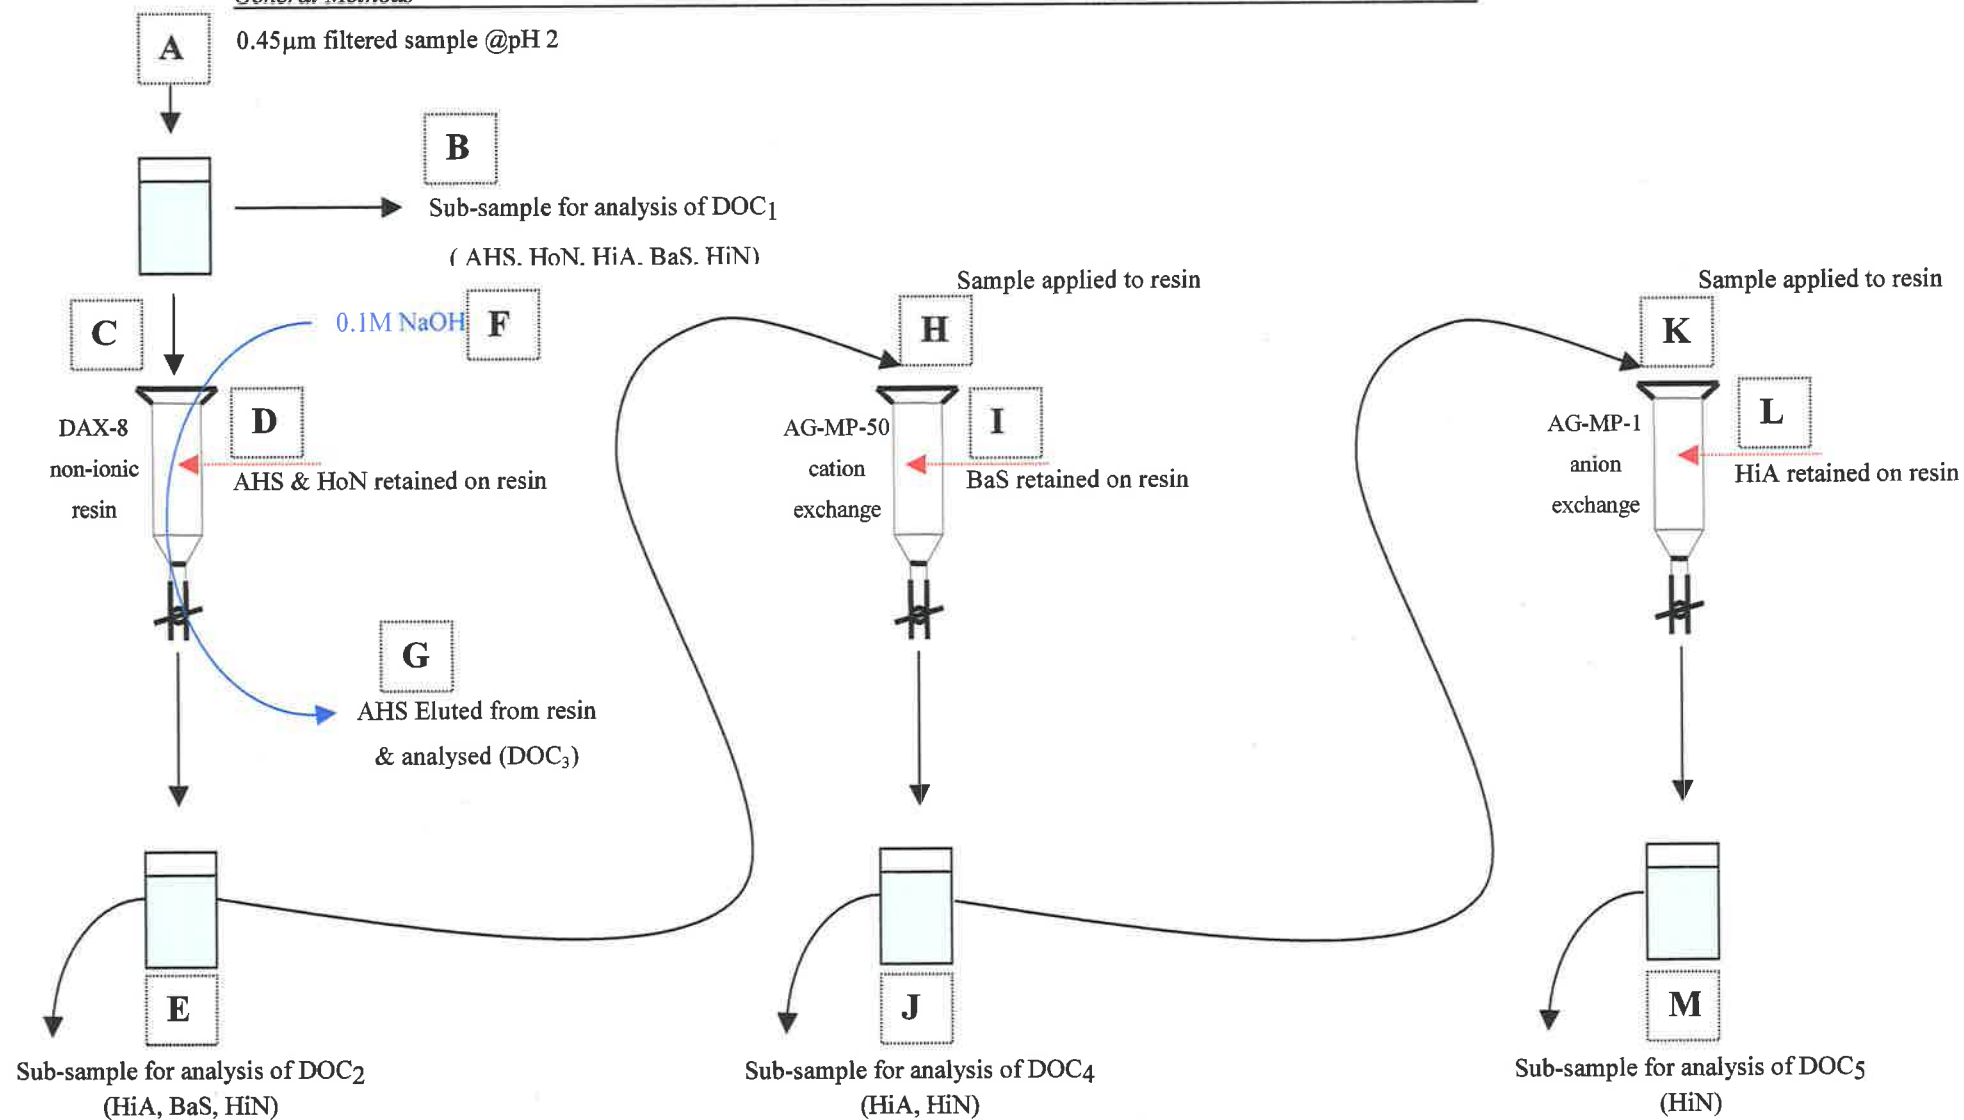 General Methods
A
0.45µm filtered sample @pH 2
B
Sub-sample for analysis of DOC1
( AHS, HoN, HiA, BaS, HiN)
C
0.1M NaOH
F
DAX-8
non-ionic
resin
D
AHS & HoN retained on resin
G
AHS Eluted from resin
& analysed (DOC3)
E
Sub-sample for analysis of DOC2
(HiA, BaS, HiN)
Sample applied to resin
H
AG-MP-50
cation
exchange
I
BaS retained on resin
J
Sub-sample for analysis of DOC4
(HiA, HiN)
Sample applied to resin
K
AG-MP-1
anion
exchange
L
HiA retained on resin
M
Sub-sample for analysis of DOC5
(HiN)